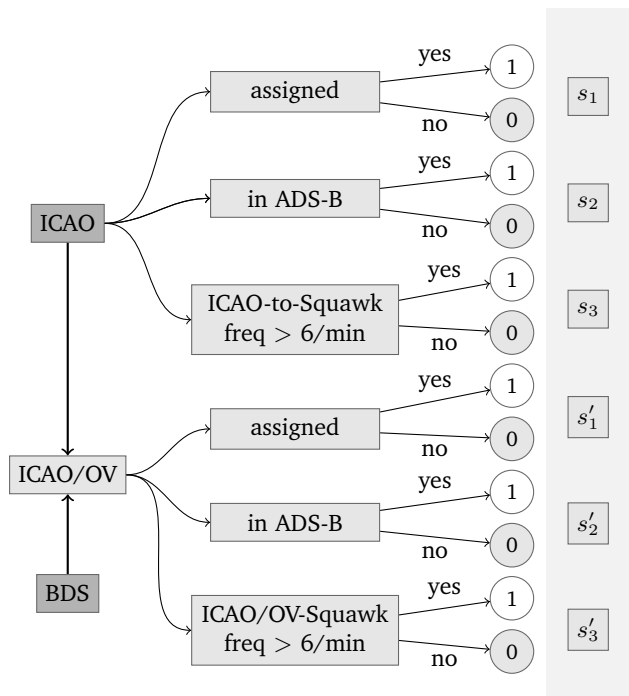 yes
1
assigned
no
0
s₁
yes
1
in ADS-B
no
0
s₂
ICAO
yes
1
ICAO-to-Squawk
freq > 6/min
no
0
s₃
yes
1
assigned
no
0
s′₁
ICAO/OV
yes
1
in ADS-B
no
0
s′₂
BDS
yes
1
ICAO/OV-Squawk
freq > 6/min
no
0
s′₃